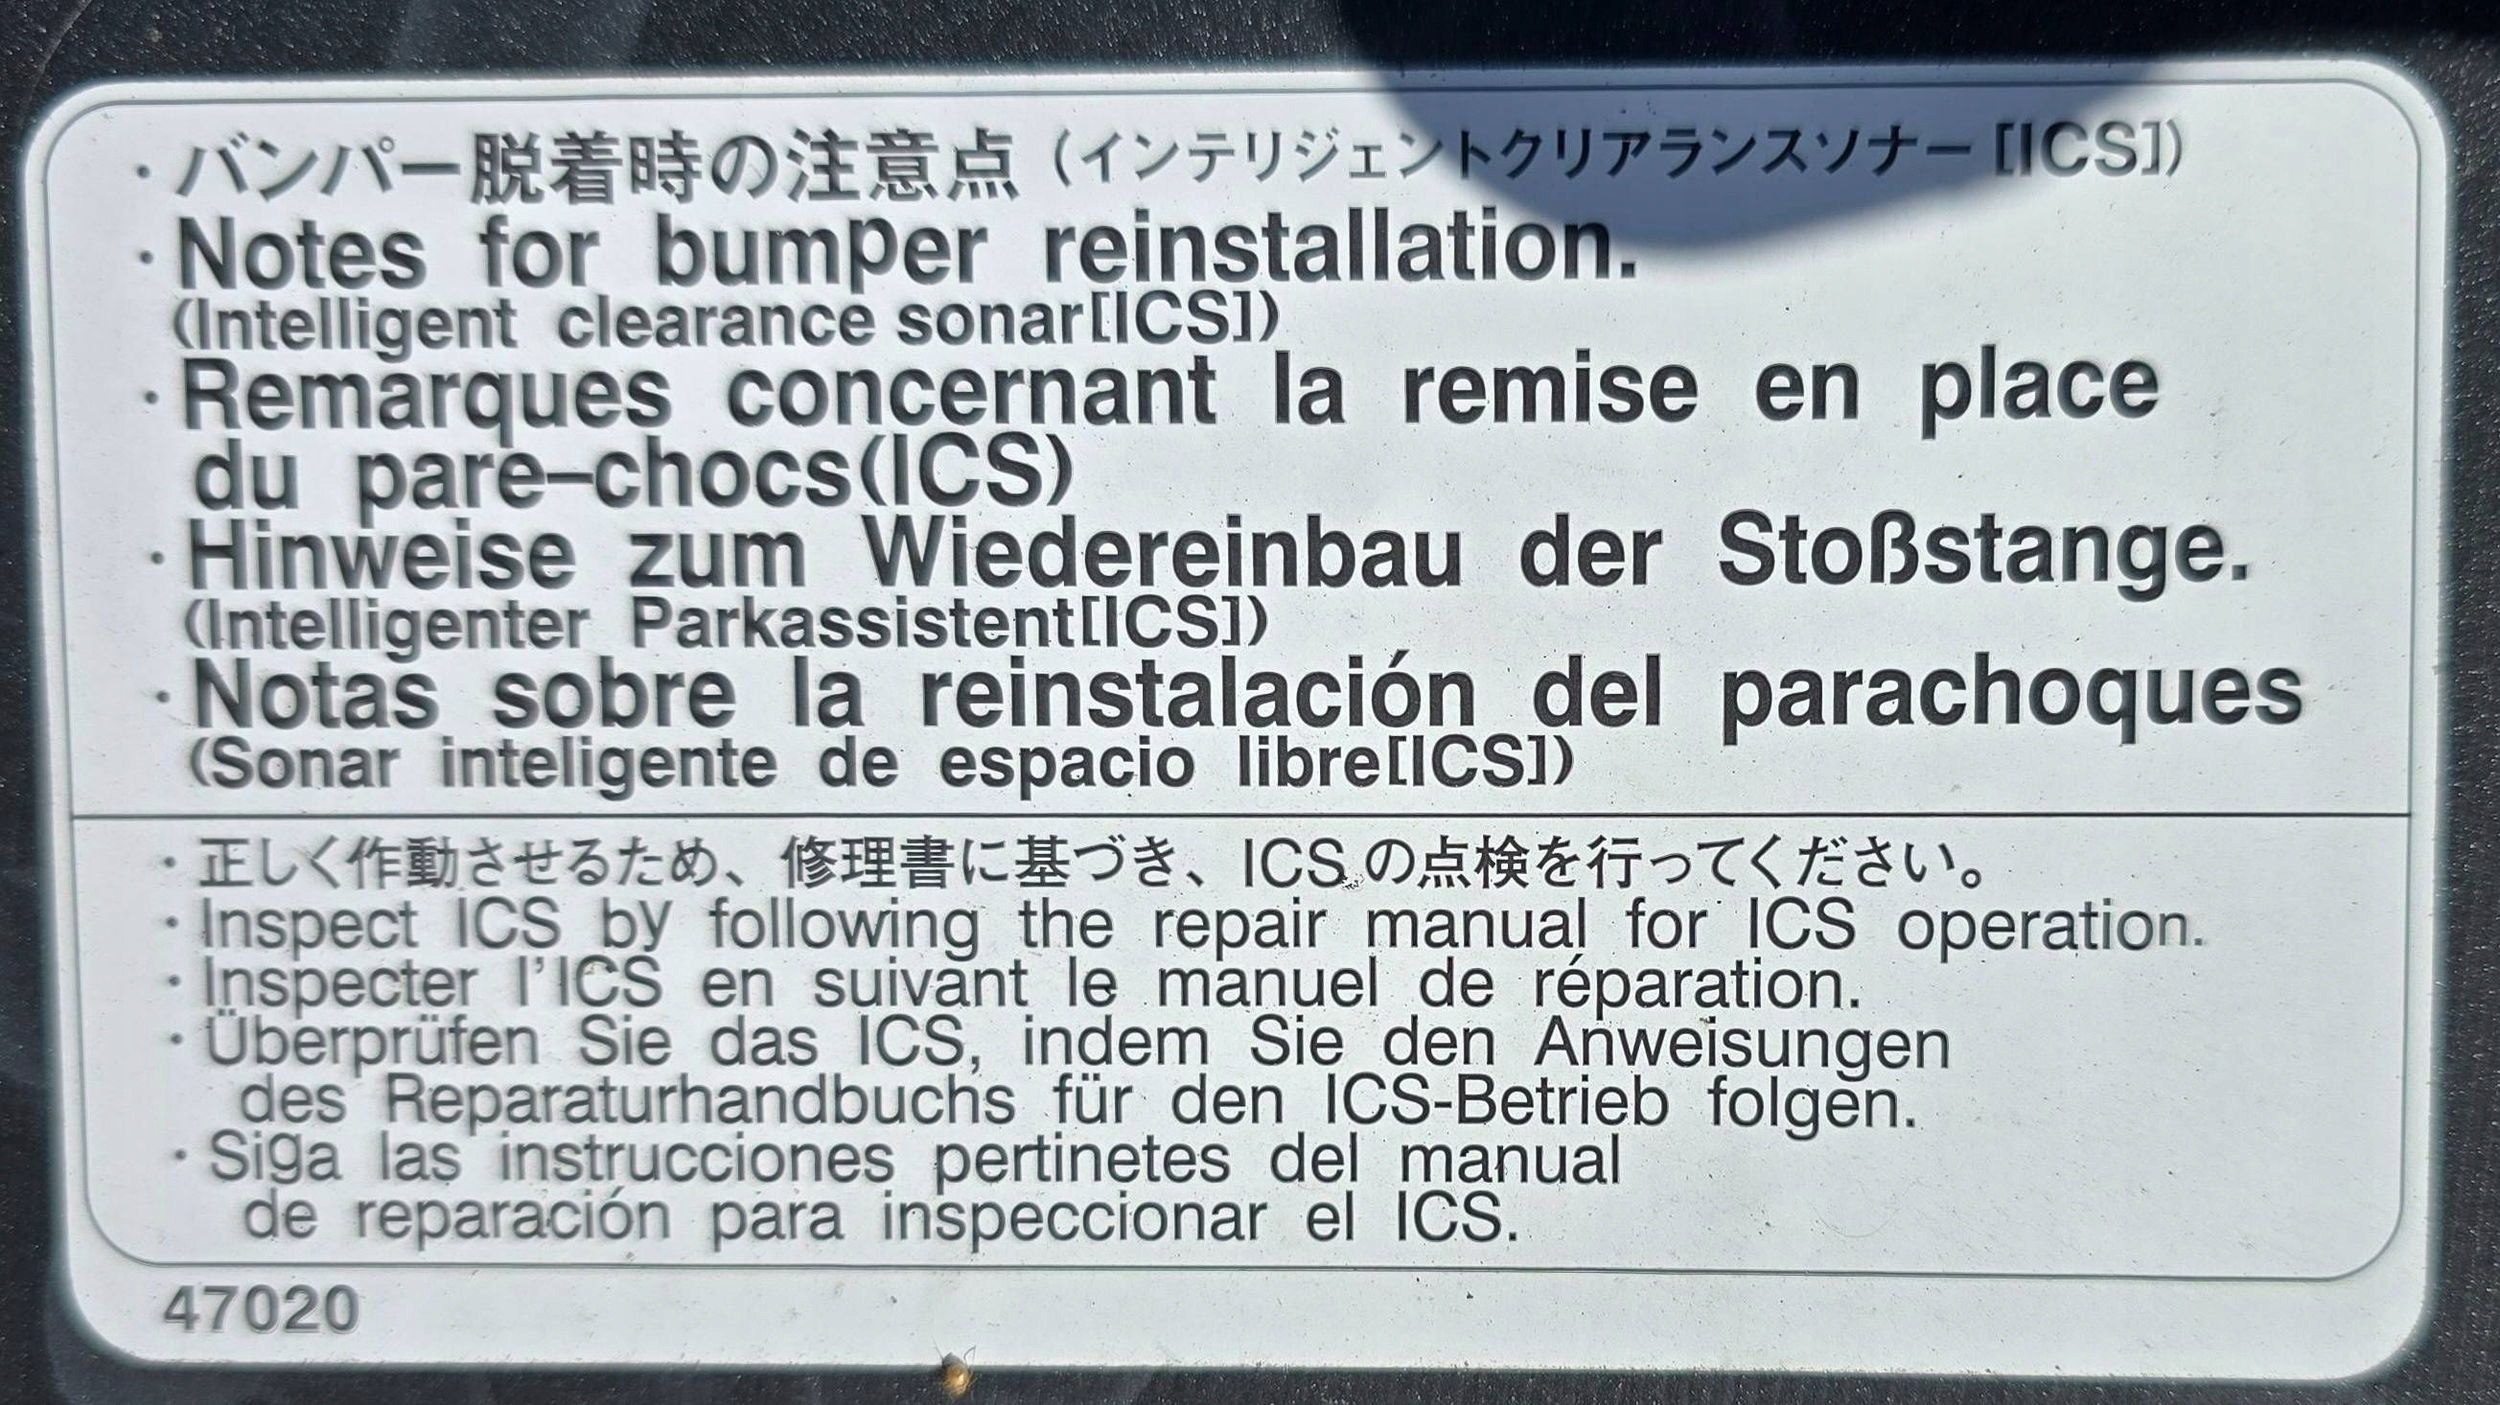 ・バンパー脱着時の注意点（インテリジェントクリアランスソナー[ICS]）
・Notes for bumper reinstallation.
(Intelligent clearance sonar[ICS])
・Remarques concernant la remise en place
du pare-chocs(ICS)
・Hinweise zum Wiedereinbau der Stoßstange.
(Intelligenter Parkassistent[ICS])
・Notas sobre la reinstalación del parachoques
(Sonar inteligente de espacio libre[ICS])
・正しく作動させるため、修理書に基づき、ICSの点検を行ってください。
・Inspect ICS by following the repair manual for ICS operation.
・Inspecter l'ICS en suivant le manuel de réparation.
・Überprüfen Sie das ICS, indem Sie den Anweisungen
des Reparaturhandbuchs für den ICS-Betrieb folgen.
・Siga las instrucciones pertinetes del manual
de reparación para inspeccionar el ICS.
47020